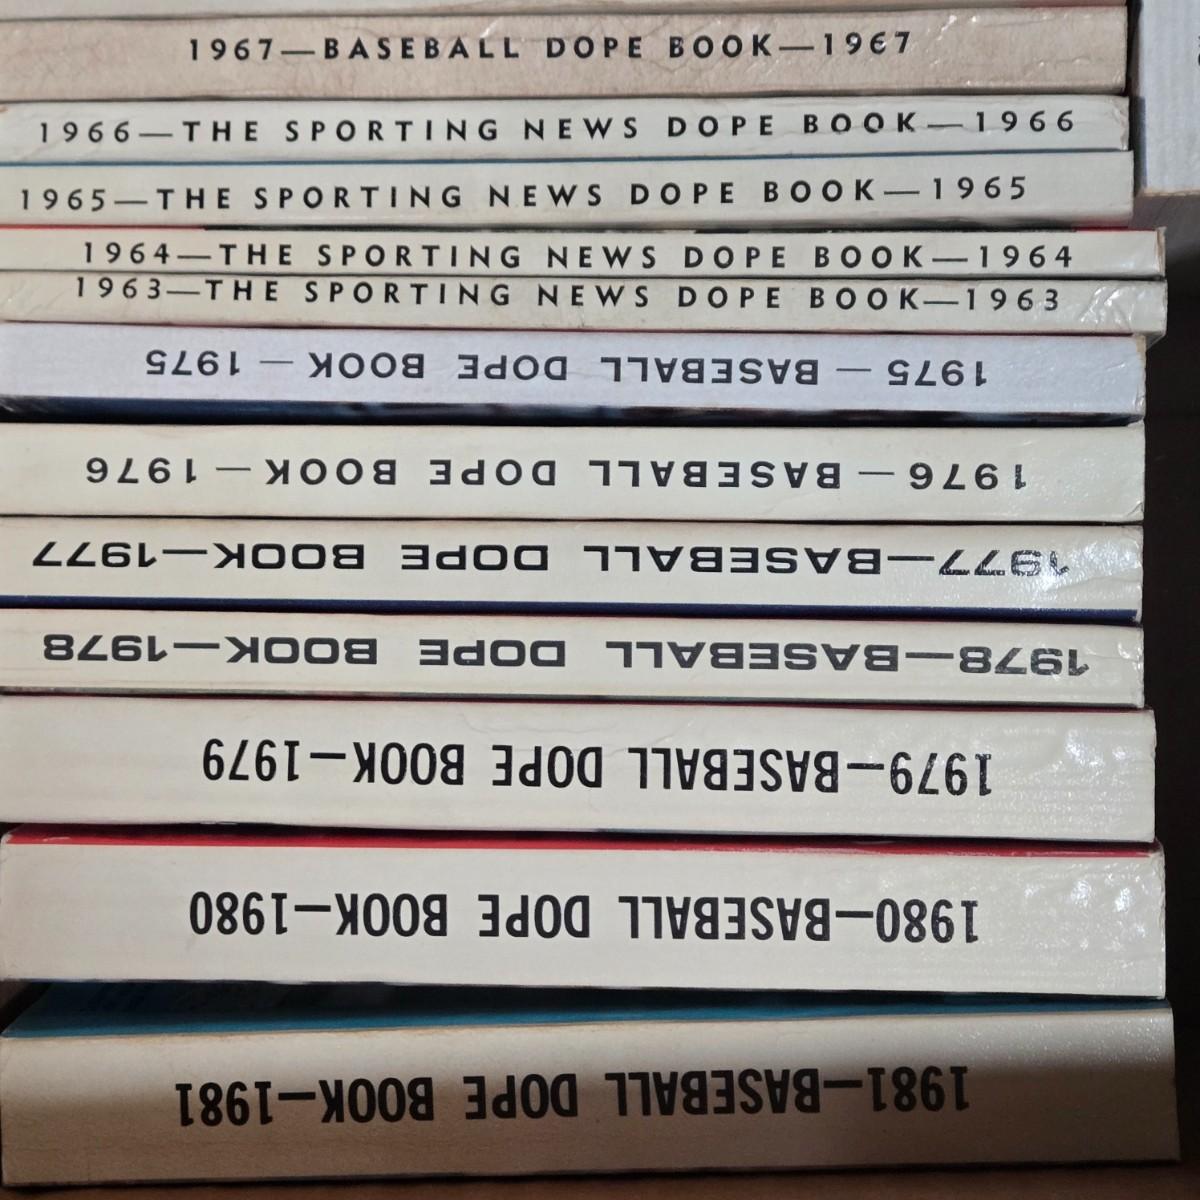 1967—BASEBALL DOPE BOOK—1967
1966—THE SPORTING NEWS DOPE BOOK—1966
1965—THE SPORTING NEWS DOPE BOOK—1965
1964—THE SPORTING NEWS DOPE BOOK—1964
1963—THE SPORTING NEWS DOPE BOOK—1963
1975 — BASEBALL DOPE BOOK — 1975
1976 — BASEBALL DOPE BOOK — 1976
1977—BASEBALL DOPE BOOK—1977
1978—BASEBALL DOPE BOOK—1978
1979—BASEBALL DOPE BOOK—1979
1980—BASEBALL DOPE BOOK—1980
1981—BASEBALL DOPE BOOK—1981